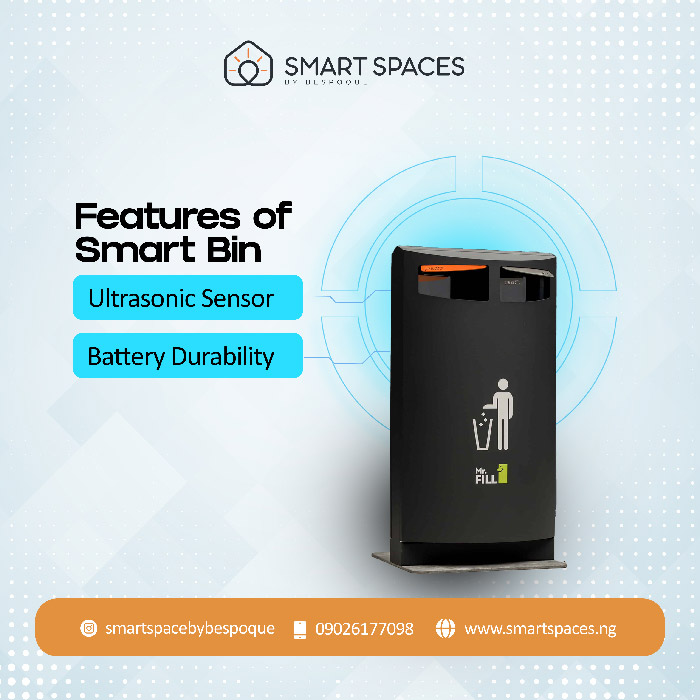 SMART SPACES
BY BESPOQUE
Features of
Smart Bin
Ultrasonic Sensor
Battery Durability
Mr.
FILL
smartspacebybespoque
09026177098
www.smartspaces.ng